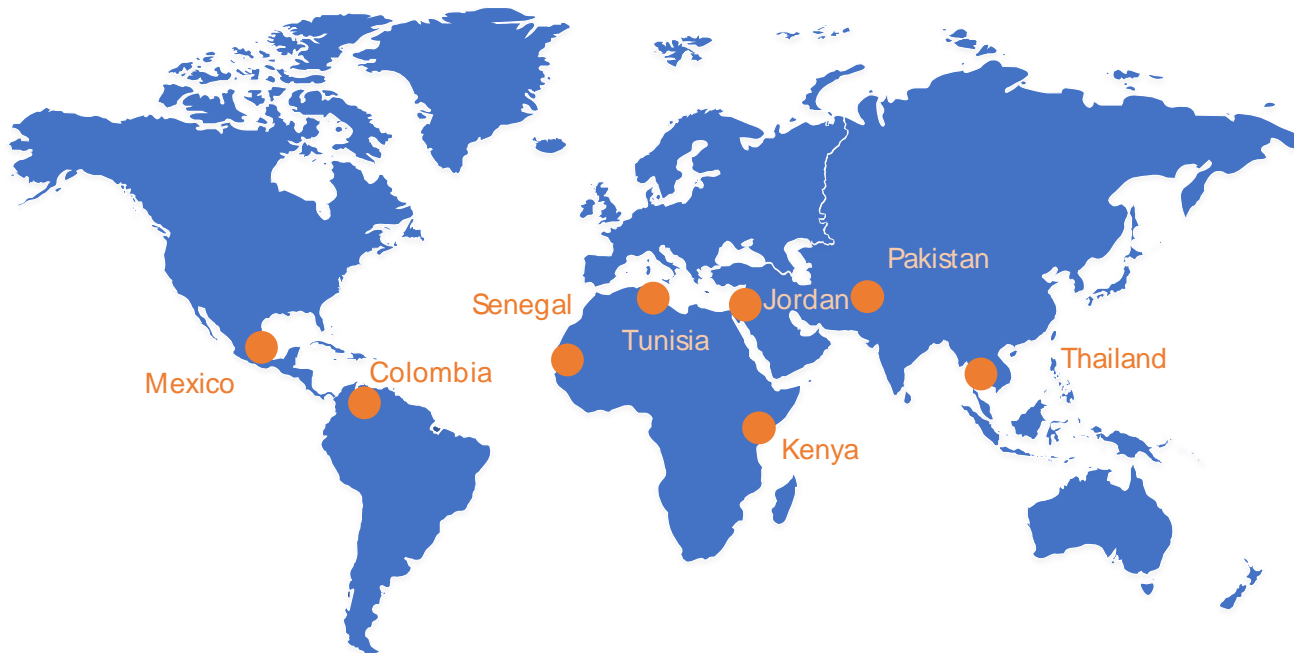 Pakistan
Senegal
Jordan
Tunisia
Thailand
Colombia
Mexico
Kenya